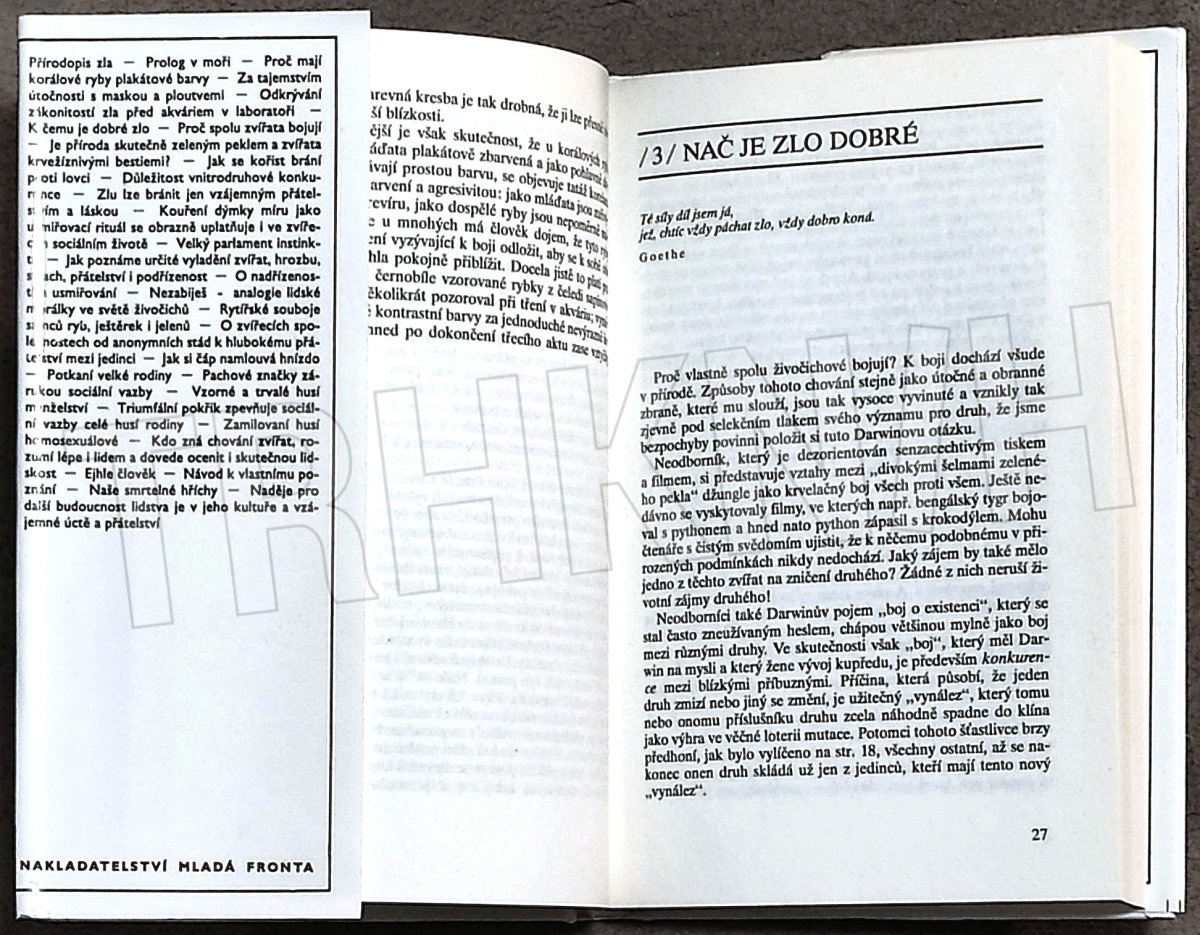 Přírodopis zla — Prolog v moři — Proč mají
korálové ryby plakátové barvy — Za tajemstvím
útočnosti s maskou a ploutvemi — Odkrývání
zákonitostí zla před akváriem v laboratoři —
K čemu je dobré zlo — Proč spolu zvířata bojují
— Je příroda skutečně zeleným peklem a zvířata
krvežíznivými bestiemi? — Jak se kořist brání
proti lovci — Důležitost vnitrodruhové konku-
rence — Zlu lze bránit jen vzájemným přátel-
stvím a láskou — Kouření dýmky míru jako
usmiřovací rituál se obrazně uplatňuje i ve zvíře-
cím sociálním životě — Velký parlament instink-
tů — Jak poznáme určité vyladění zvířat, hrozbu,
strach, přátelství i podřízenost — O nadřízenos-
ti a usmiřování — Nezabiješ - analogie lidské
morálky ve světě živočichů — Rytířské souboje
samců ryb, ještěrek i jelenů — O zvířecích spo-
lečnostech od anonymních stád k hlubokému přá-
telství mezi jedinci — Jak si čáp namlouvá hnízdo
— Potkaní velké rodiny — Pachové značky zá-
rukou sociální vazby — Vzorné a trvalé husí
manželství — Triumfální pokřik zpevňuje sociál-
ní vazby celé husí rodiny — Zamilovaní husí
homosexuálové — Kdo zná chování zvířat, ro-
zumí lépe i lidem a dovede ocenit i skutečnou lid-
skost — Ejhle člověk — Návod k vlastnímu po-
znání — Naše smrtelné hříchy — Naděje pro
další budoucnost lidstva je v jeho kultuře a vzá-
jemné úctě a přátelství
NAKLADATELSTVÍ MLADÁ FRONTA
arevná kresba je tak drobná, že ji lze přesně
ší blízkosti.
ější je však skutečnost, že u korálových
áďata plakátově zbarvená a jako pohlavně
ívají prostou barvu, se objevuje tatáž
arvení a agresivitou: jako mláďata jsou
revíru, jako dospělé ryby jsou nepoměrně
e u mnohých má člověk dojem, že tyto
ení vyzývající k boji odložit, aby se k sobě
hla pokojně přiblížit. Docela jistě to platí
černobíle vzorované rybky z čeledi
ěkolikrát pozoroval při tření v akváriu;
é kontrastní barvy za jednoduché nevýrazné
hned po dokončení třecího aktu zase
/3/ NAČ JE ZLO DOBRÉ
Té síly díl jsem já,
jež, chtíc vždy páchat zlo, vždy dobro koná.
Goethe
Proč vlastně spolu živočichové bojují? K boji dochází všude
v přírodě. Způsoby tohoto chování stejně jako útočné a obranné
zbraně, které mu slouží, jsou tak vysoce vyvinuté a vznikly tak
zjevně pod selekčním tlakem svého významu pro druh, že jsme
bezpochyby povinni položit si tuto Darwinovu otázku.
Neodborník, který je dezorientován senzacechtivým tiskem
a filmem, si představuje vztahy mezi „divokými šelmami zelené-
ho pekla“ džungle jako krvelačný boj všech proti všem. Ještě ne-
dávno se vyskytovaly filmy, ve kterých např. bengálský tygr bojo-
val s pythonem a hned nato python zápasil s krokodýlem. Mohu
čtenáře s čistým svědomím ujistit, že k něčemu podobnému v při-
rozených podmínkách nikdy nedochází. Jaký zájem by také mělo
jedno z těchto zvířat na zničení druhého? Žádné z nich neruší ži-
votní zájmy druhého!
Neodborníci také Darwinův pojem „boj o existenci“, který se
stal často zneužívaným heslem, chápou většinou mylně jako boj
mezi různými druhy. Ve skutečnosti však „boj“, který měl Dar-
win na mysli a který žene vývoj kupředu, je především konkuren-
ce mezi blízkými příbuznými. Příčina, která působí, že jeden
druh zmizí nebo jiný se změní, je užitečný „vynález“, který tomu
nebo onomu příslušníku druhu zcela náhodně spadne do klína
jako výhra ve věčné loterii mutace. Potomci tohoto šťastlivce brzy
předhoní, jak bylo vylíčeno na str. 18, všechny ostatní, až se na-
konec onen druh skládá už jen z jedinců, kteří mají tento nový
„vynález“.
27
TRHKNIH